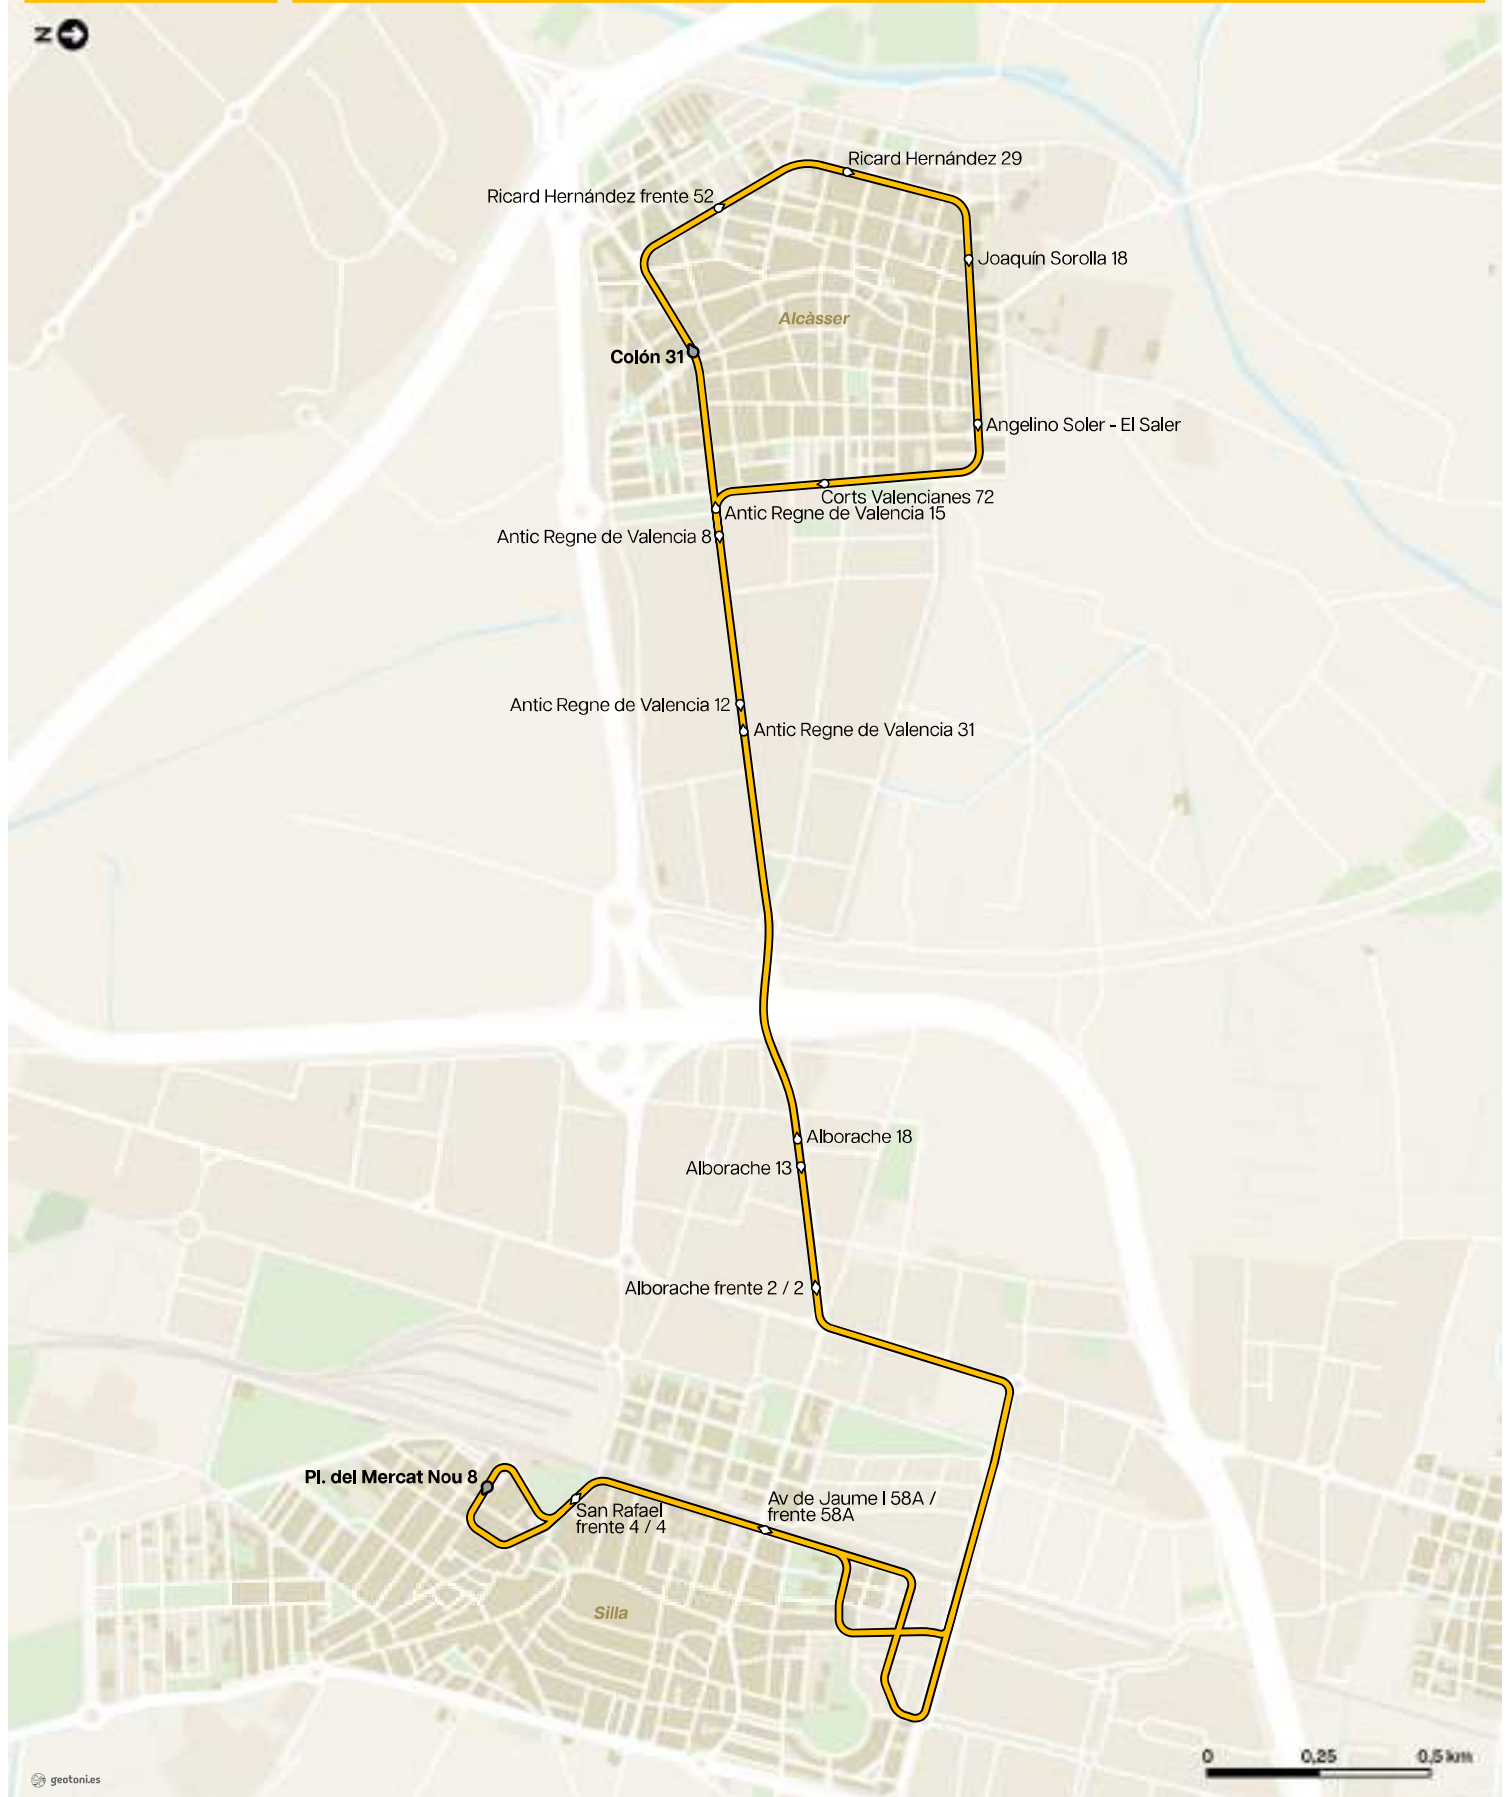 N
Ricard Hernández 29
Ricard Hernández frente 52
Joaquín Sorolla 18
Alcàsser
Colón 31
Angelino Soler - El Saler
Corts Valencianes 72
Antic Regne de Valencia 15
Antic Regne de Valencia 8
Antic Regne de Valencia 12
Antic Regne de Valencia 31
Alborache 18
Alborache 13
Alborache frente 2 / 2
Pl. del Mercat Nou 8
San Rafael
frente 4 / 4
Av de Jaume I 58A /
frente 58A
Silla
0 0,25 0,5 km
geotoni.es